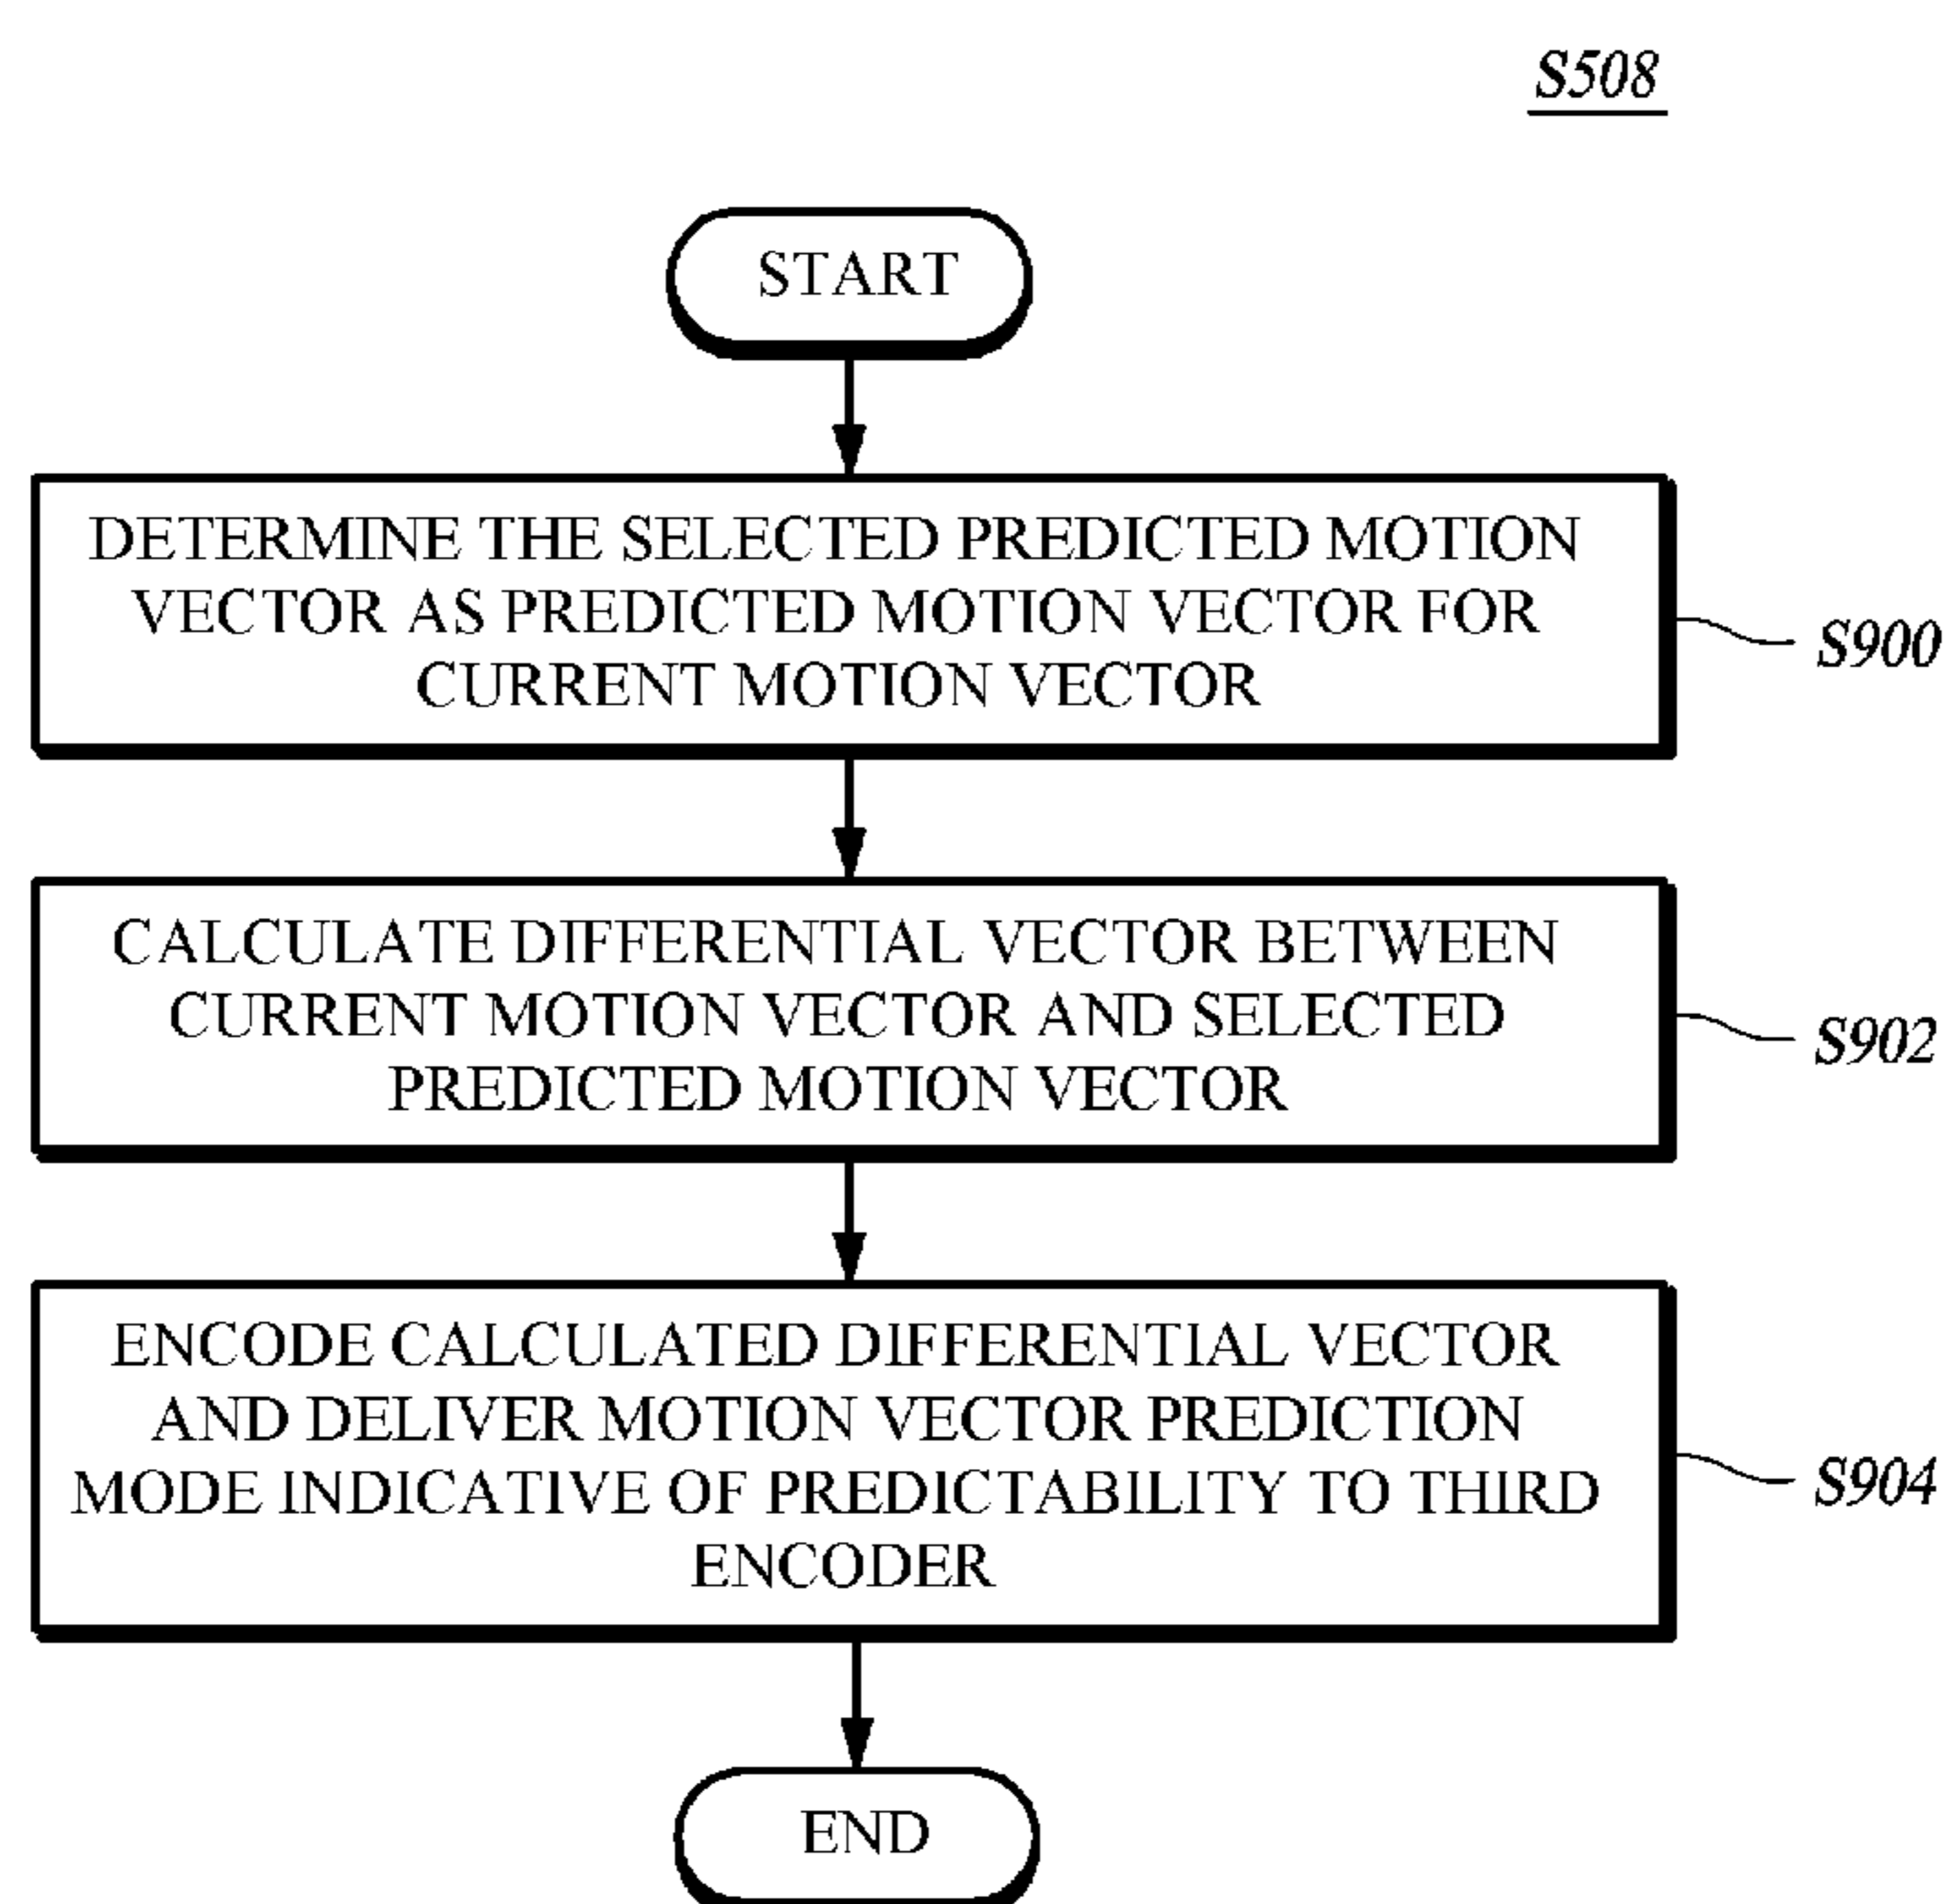 S508
START
DETERMINE THE SELECTED PREDICTED MOTION
VECTOR AS PREDICTED MOTION VECTOR FOR
CURRENT MOTION VECTOR
S900
CALCULATE DIFFERENTIAL VECTOR BETWEEN
CURRENT MOTION VECTOR AND SELECTED
PREDICTED MOTION VECTOR
S902
ENCODE CALCULATED DIFFERENTIAL VECTOR
AND DELIVER MOTION VECTOR PREDICTION
MODE INDICATIVE OF PREDICTABILITY TO THIRD
ENCODER
S904
END